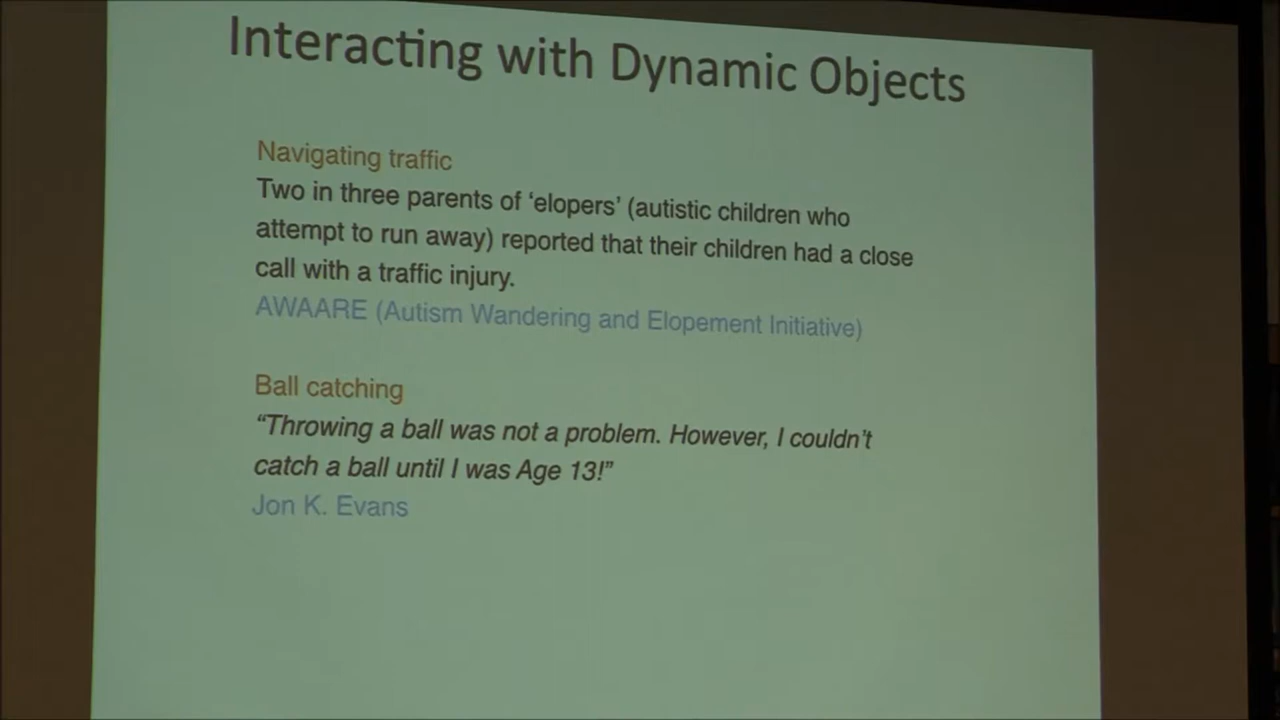 Interacting with Dynamic Objects
Navigating traffic
Two in three parents of ‘elopers’ (autistic children who
attempt to run away) reported that their children had a close
call with a traffic injury.
AWAARE (Autism Wandering and Elopement Initiative)
Ball catching
“Throwing a ball was not a problem. However, I couldn’t
catch a ball until I was Age 13!”
Jon K. Evans